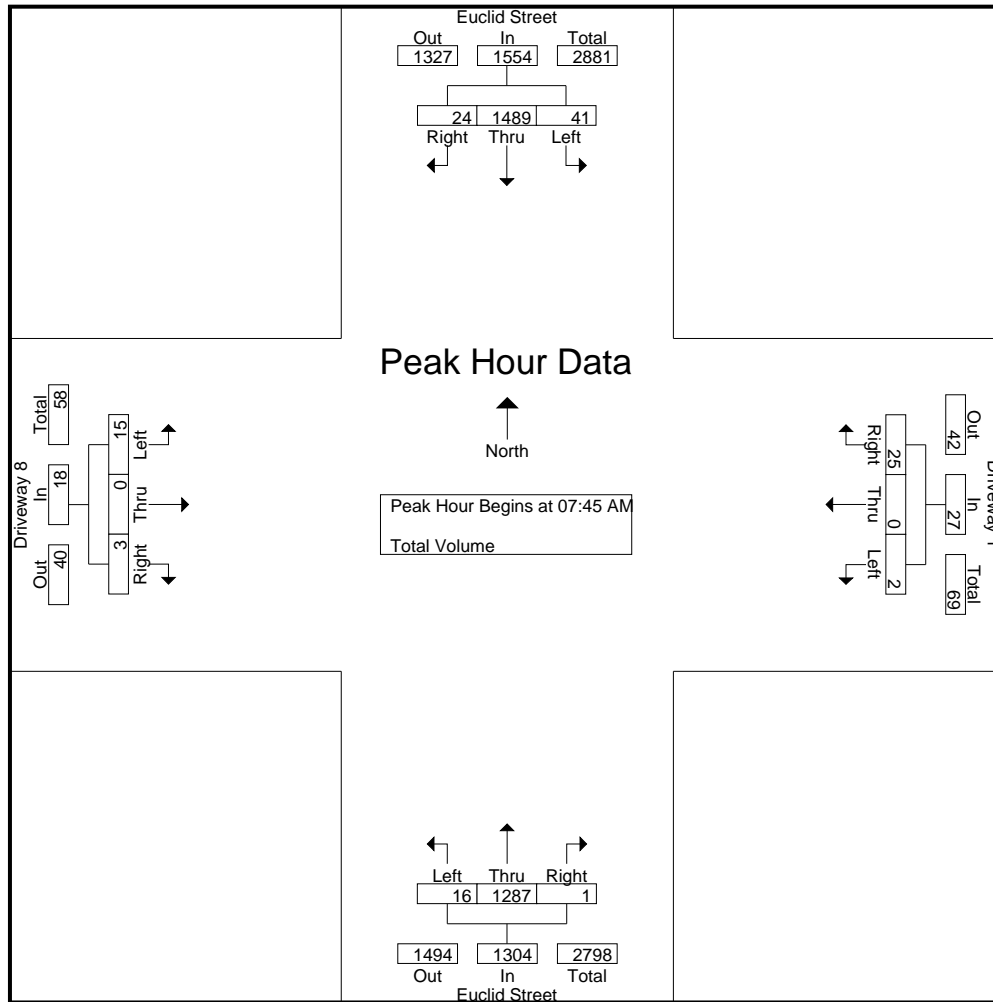 Euclid Street
Out In Total
1327 1554 2881
24 1489 41
Right Thru Left
Peak Hour Data
North
Peak Hour Begins at 07:45 AM
Total Volume
Driveway 8
Out In Total
40 18 58
15 0 3
Left Thru Right
Out In Total
42 27 69
25 0 2
Right Thru Left
Left Thru Right
16 1287 1
1494 1304 2798
Out In Total
Euclid Street